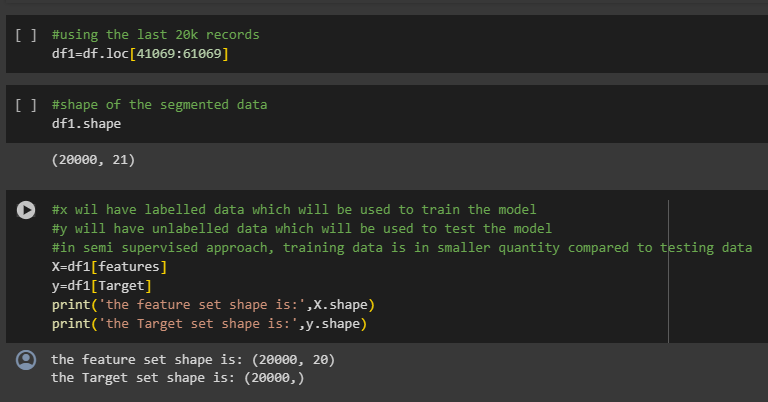 [ ] #using the last 20k records
df1=df.loc[41069:61069]
[ ] #shape of the segmented data
df1.shape
(20000, 21)
#x wil have labelled data which will be used to train the model
#y will have unlabelled data which will be used to test the model
#in semi supervised approach, training data is in smaller quantity compared to testing data
X=df1[features]
y=df1[Target]
print('the feature set shape is:',X.shape)
print('the Target set shape is:',y.shape)
the feature set shape is: (20000, 20)
the Target set shape is: (20000,)